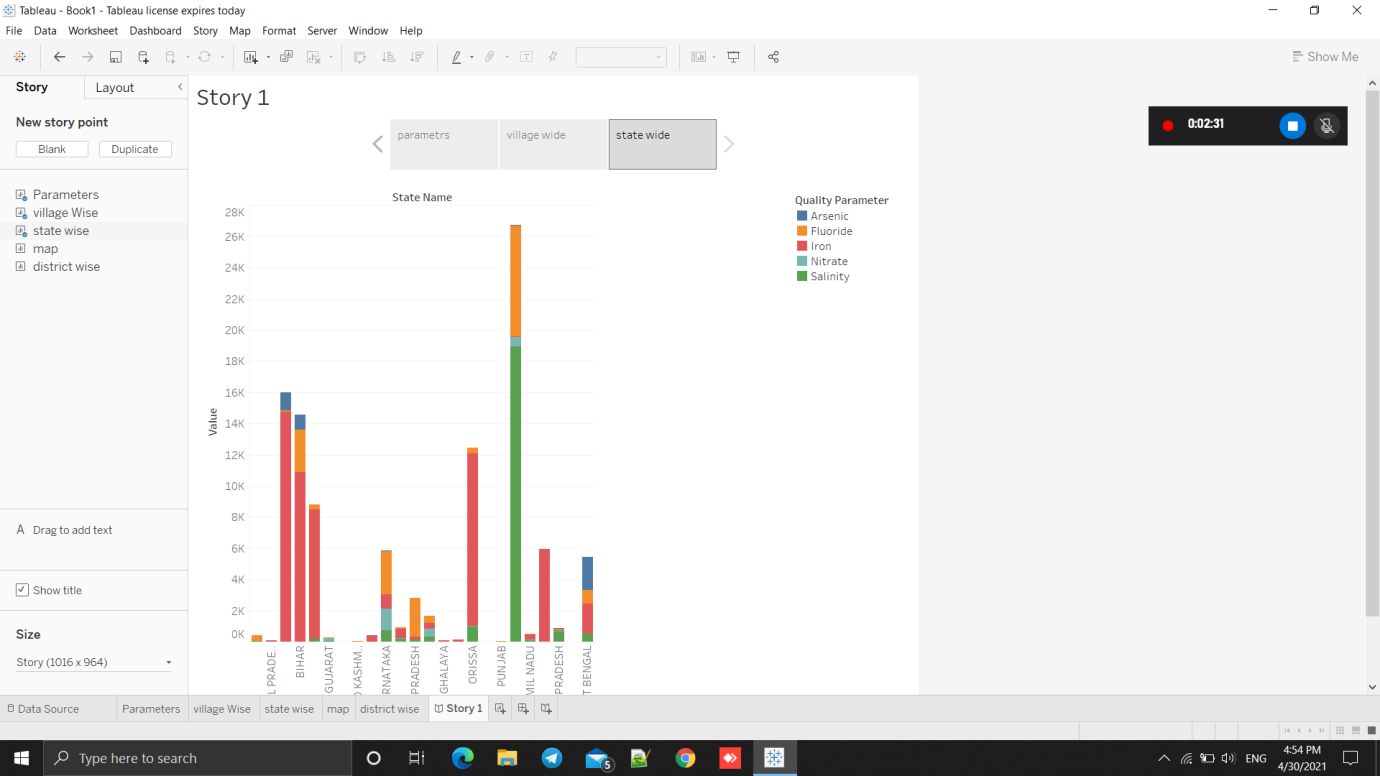 Tableau - Book1 - Tableau license expires today
File Data Worksheet Dashboard Story Map Format Server Window Help
Show Me
Story Layout
New story point
Blank Duplicate
Parameters
village Wise
state wise
map
district wise
A Drag to add text
Show title
Size
Story (1016 x 964)
Story 1
parametrs village wide state wide
0:02:31
State Name
Quality Parameter
Arsenic
Fluoride
Iron
Nitrate
Salinity
Value
28K
26K
24K
22K
20K
18K
16K
14K
12K
10K
8K
6K
4K
2K
0K
L PRADE..
BIHAR
GUJARAT
O KASHM..
RNATAKA
PRADESH
GHALAYA
ORISSA
PUNJAB
MIL NADU
PRADESH
T BENGAL
Data Source Parameters village Wise state wise map district wise Story 1
Type here to search
5
ENG
4:54 PM
4/30/2021